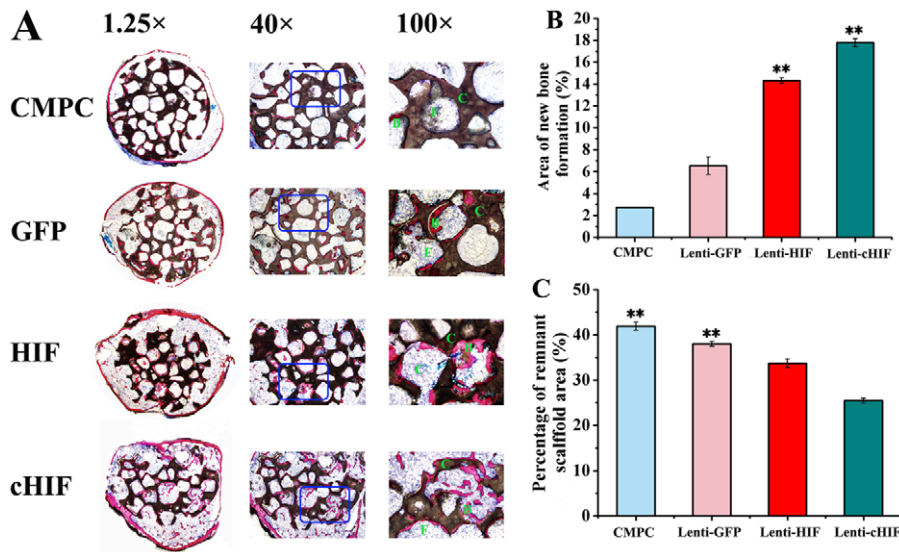 A
1.25×
40×
100×
CMPC
C
F
B
GFP
C
B
F
HIF
C
B
C
cHIF
C
B
F
B
Area of new bone
formation (%)
20
18
16
14
12
10
8
6
4
2
0
**
**
CMPC
Lenti-GFP
Lenti-HIF
Lenti-cHIF
C
Percentage of remnant
scalffold area (%)
50
40
30
20
10
0
**
**
CMPC
Lenti-GFP
Lenti-HIF
Lenti-cHIF